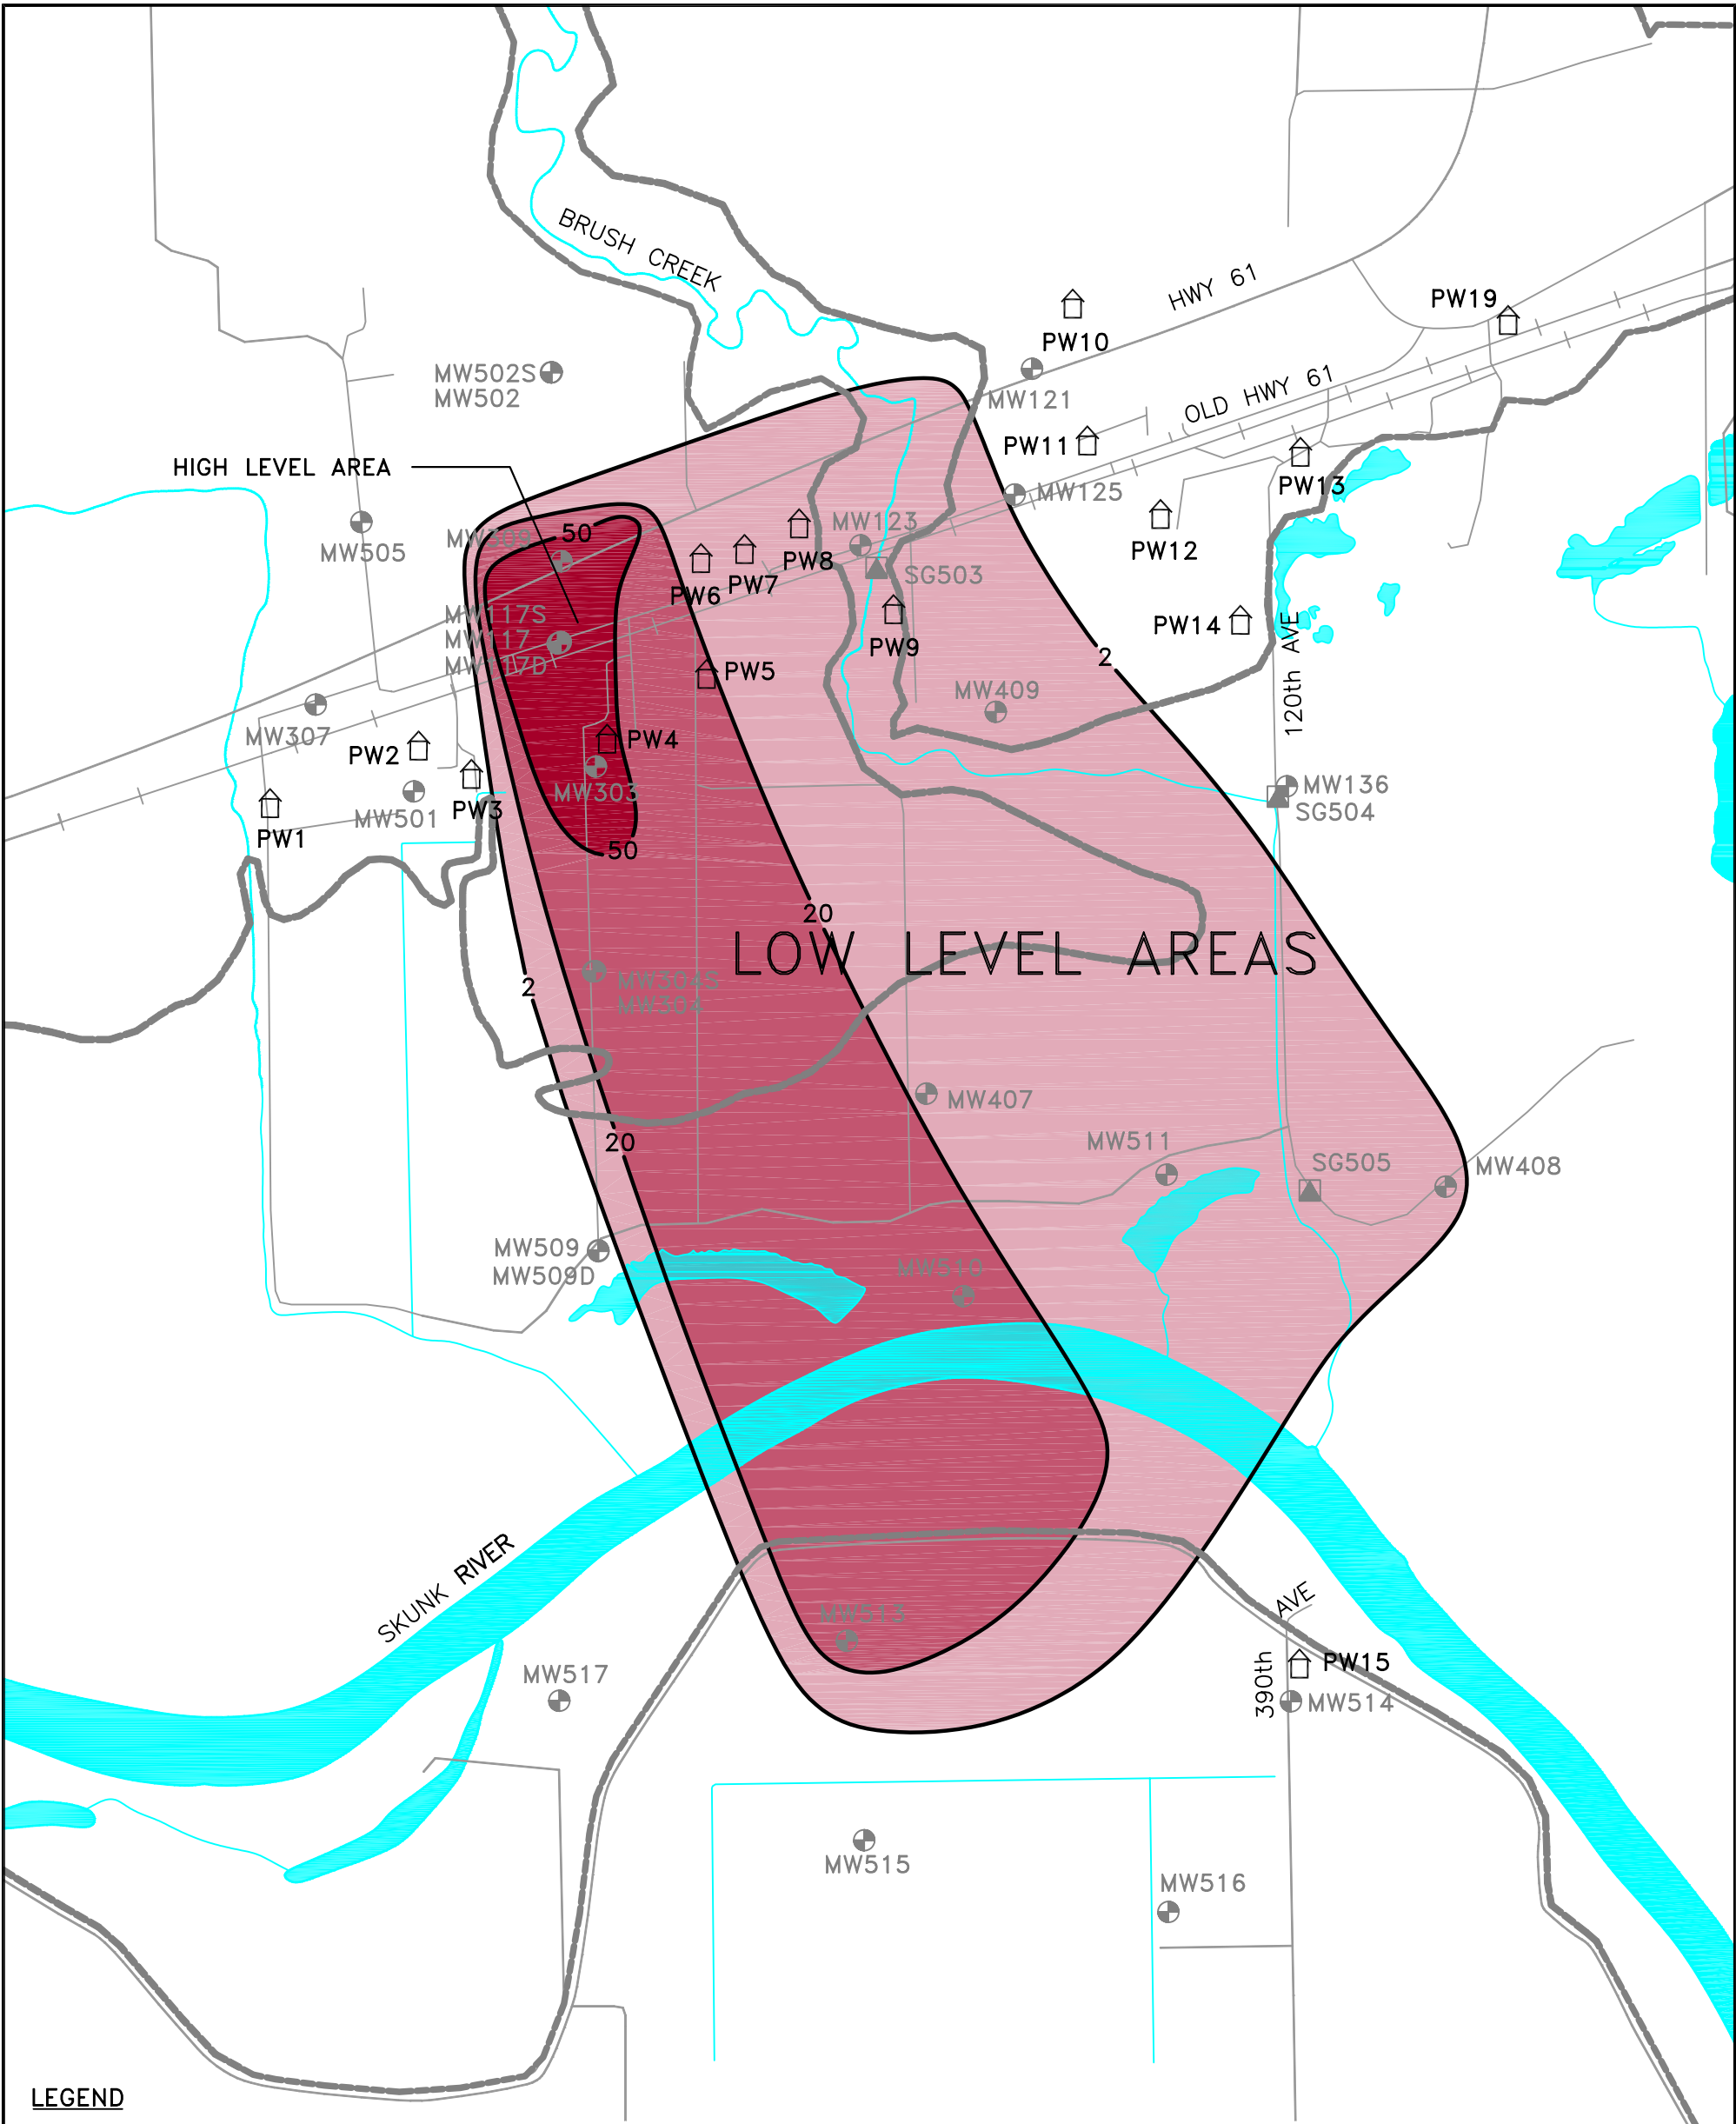 BRUSH CREEK
HWY 61
PW19
PW10
MW502S
MW502
MW121
OLD HWY 61
PW11
HIGH LEVEL AREA
PW13
MW125
50
MW309
MW505
MW123
PW12
PW8
PW7
SG503
PW6
MW117S
MW117
MW117D
PW14
PW9
120th AVE
2
PW5
MW409
MW307
PW2
PW4
MW303
MW136
SG504
PW3
MW501
PW1
50
20
LOW LEVEL AREAS
2
MW304S
MW304
MW407
20
MW511
SG505
MW408
MW509
MW509D
MW510
SKUNK RIVER
AVE
390th
MW513
MW517
PW15
MW514
MW515
MW516
LEGEND